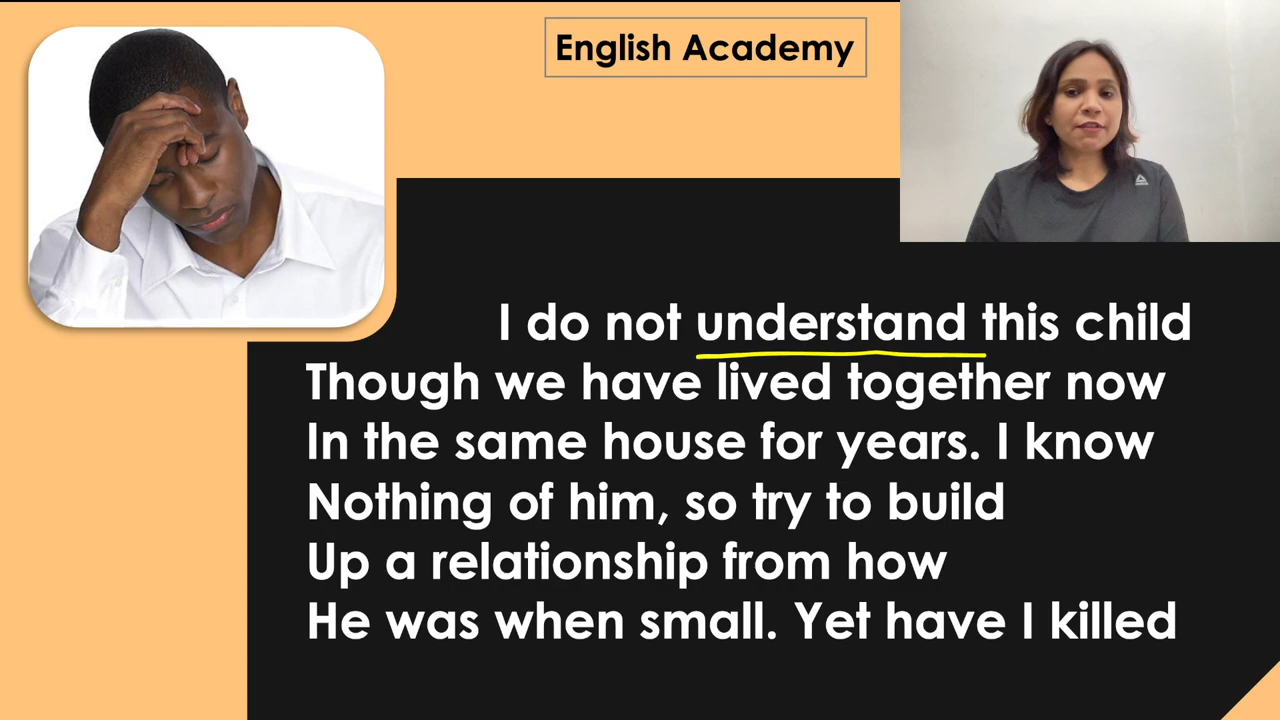 English Academy
I do not understand this child
Though we have lived together now
In the same house for years. I know
Nothing of him, so try to build
Up a relationship from how
He was when small. Yet have I killed